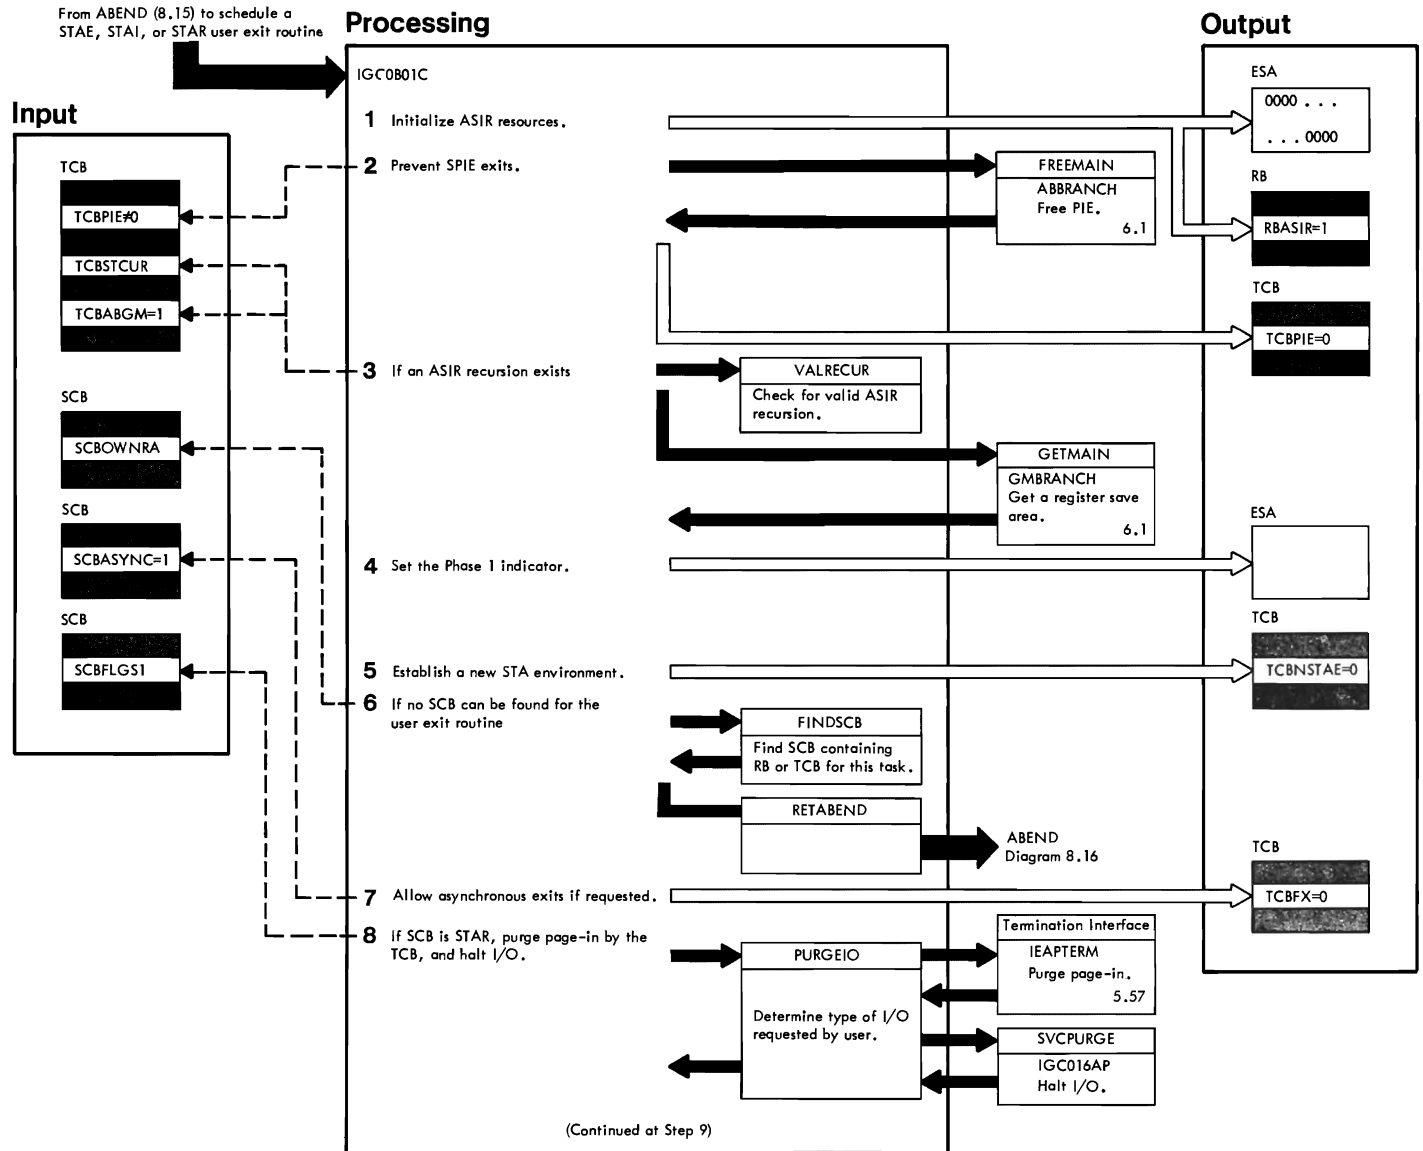 From ABEND (8.15) to schedule a
STAE, STAI, or STAR user exit routine
Processing
Output
Input
IGC0B01C
1 Initialize ASIR resources.
2 Prevent SPIE exits.
FREEMAIN
ABBRANCH
Free PIE.
6.1
TCB
TCBPIE≠0
TCBSTCUR
TCBABGM=1
3 If an ASIR recursion exists
VALRECUR
Check for valid ASIR
recursion.
GETMAIN
GMBRANCH
Get a register save
area.
6.1
SCB
SCBOWNRA
SCB
SCBASYNC=1
SCB
SCBFLGS1
4 Set the Phase 1 indicator.
5 Establish a new STA environment.
6 If no SCB can be found for the
user exit routine
FINDSCB
Find SCB containing
RB or TCB for this task.
RETABEND
ABEND
Diagram 8.16
7 Allow asynchronous exits if requested.
8 If SCB is STAR, purge page-in by the
TCB, and halt I/O.
PURGEIO
Determine type of I/O
requested by user.
Termination Interface
IEAPTERM
Purge page-in.
5.57
SVCPURGE
IGC016AP
Halt I/O.
(Continued at Step 9)
ESA
0000 . . .
. . . 0000
RB
RBASIR=1
TCB
TCBPIE=0
ESA
TCB
TCBNSTAE=0
TCB
TCBFX=0